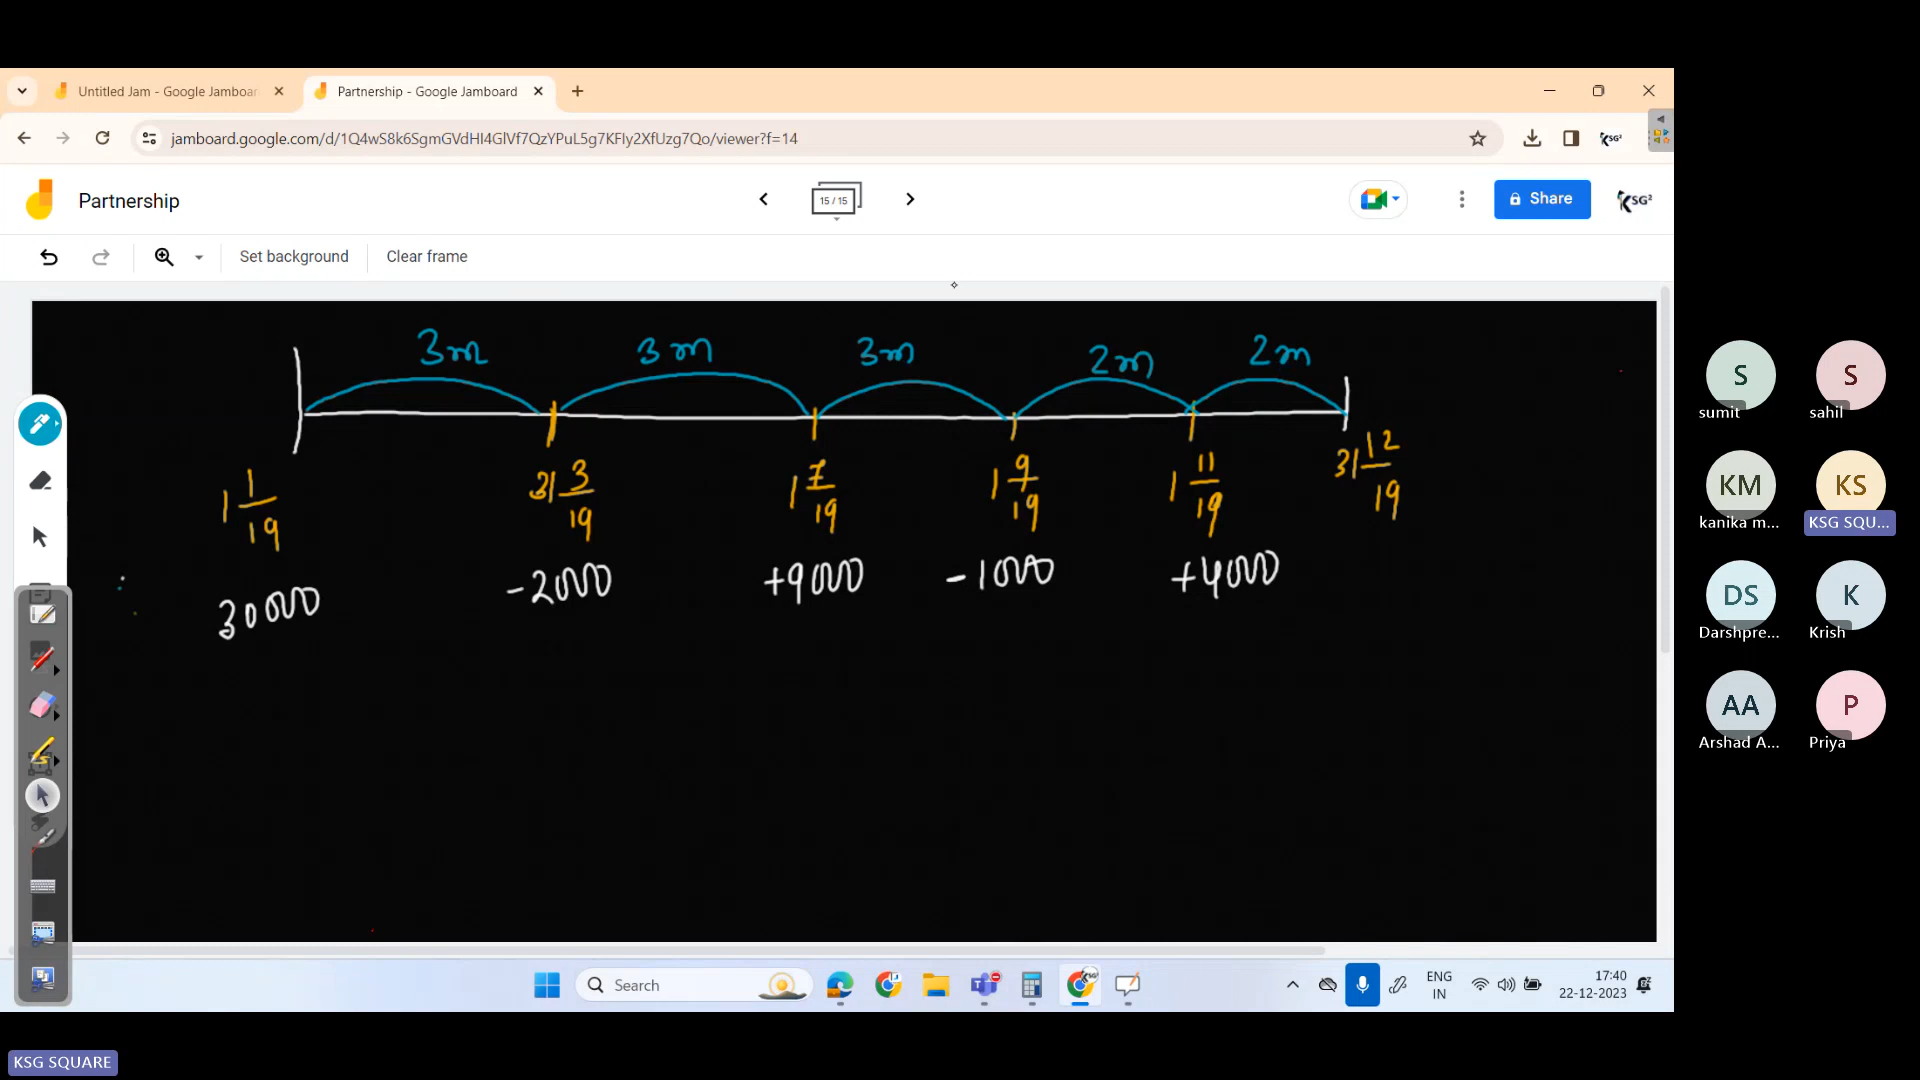 Untitled Jam - Google Jamboar
Partnership - Google Jamboard
jamboard.google.com/d/1Q4wS8k6SgmGVdHI4GlVf7QzYPuL5g7KFIy2XfUzg7Qo/viewer?f=14
KSG²
Partnership
15 / 15
Share
KSG²
Set background
Clear frame
3m 3m 3m 2m 2m
1 1/19 31 3/19 1 7/19 1 9/19 1 11/19 31 12/19
30000 -2000 +9000 -1000 +4000
S S
sumit sahil
KM KS
kanika m... KSG SQU...
DS K
Darshpre... Krish
AA P
Arshad A... Priya
Search
ENG
IN
17:40
22-12-2023
KSG SQUARE